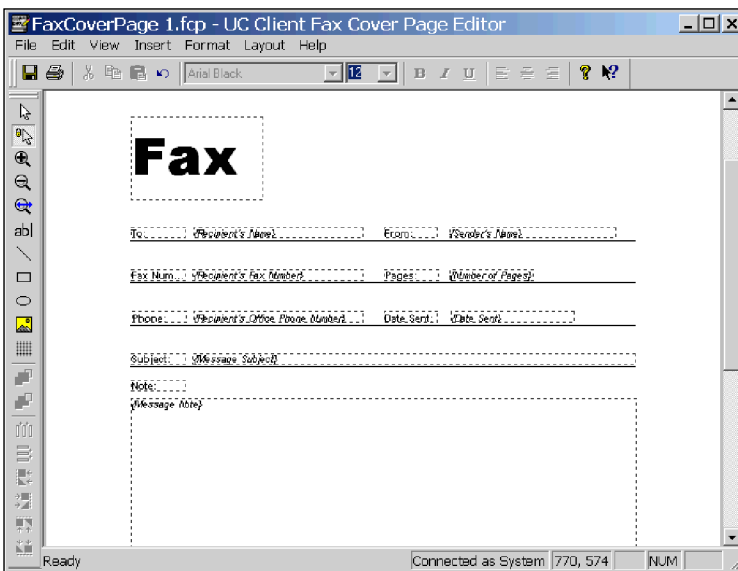 FaxCoverPage 1.fcp - UC Client Fax Cover Page Editor
File Edit View Insert Format Layout Help
Arial Black 12 B I U
ab|
Fax
To: {Recipient's Name} From: {Sender's Name}
Fax Num... {Recipient's Fax Number} Pages: {Number of Pages}
Phone: {Recipient's Office Phone Number} Date Sent: {Date Sent}
Subject: {Message Subject}
Note:
{Message Note}
Ready Connected as System 770, 574 NUM